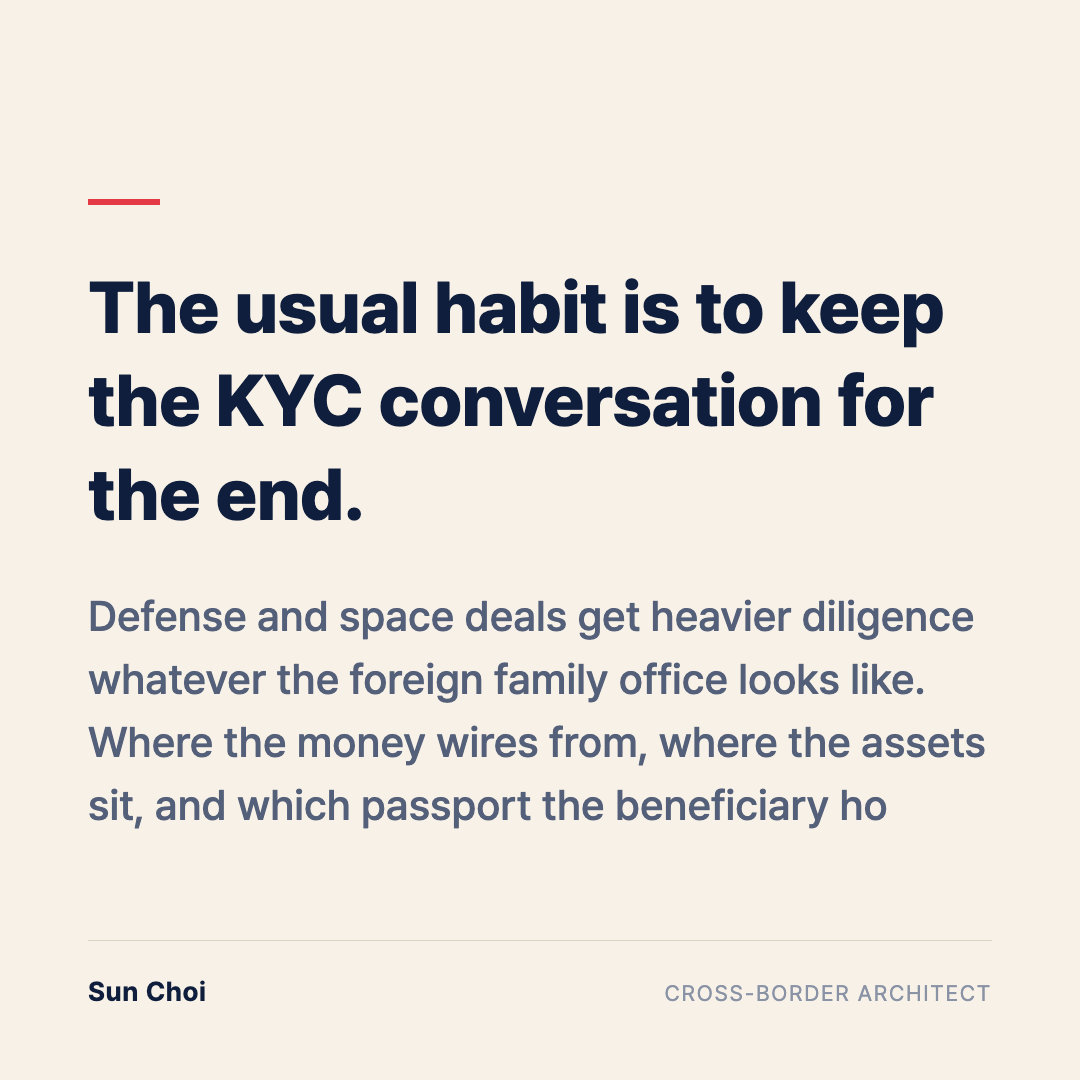 The usual habit is to keep
the KYC conversation for
the end.
Defense and space deals get heavier diligence
whatever the foreign family office looks like.
Where the money wires from, where the assets
sit, and which passport the beneficiary ho
Sun Choi
CROSS-BORDER ARCHITECT